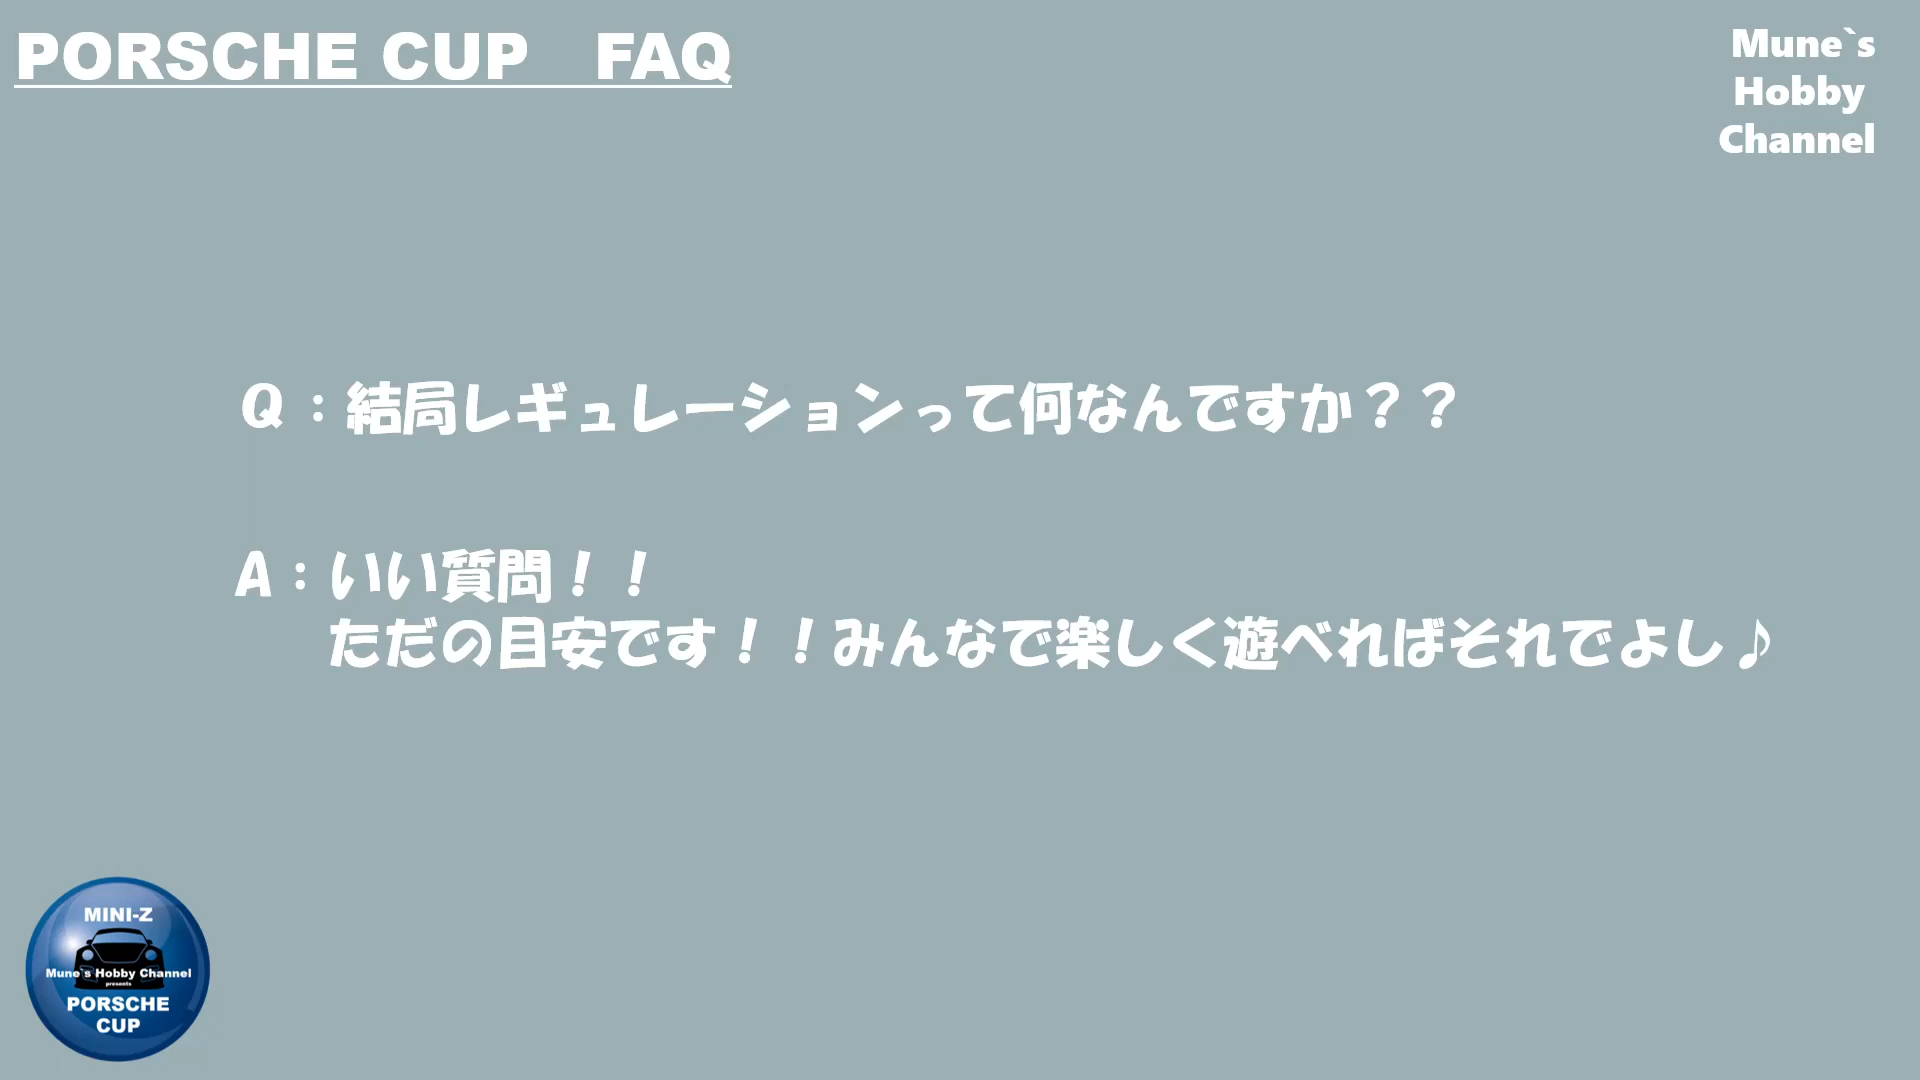 PORSCHE CUP　FAQ
Mune`s
Hobby
Channel
Q：結局レギュレーションって何なんですか？？
A：いい質問！！
ただの目安です！！みんなで楽しく遊べればそれでよし♪
MINI-Z
Mune`s Hobby Channel
presents
PORSCHE
CUP